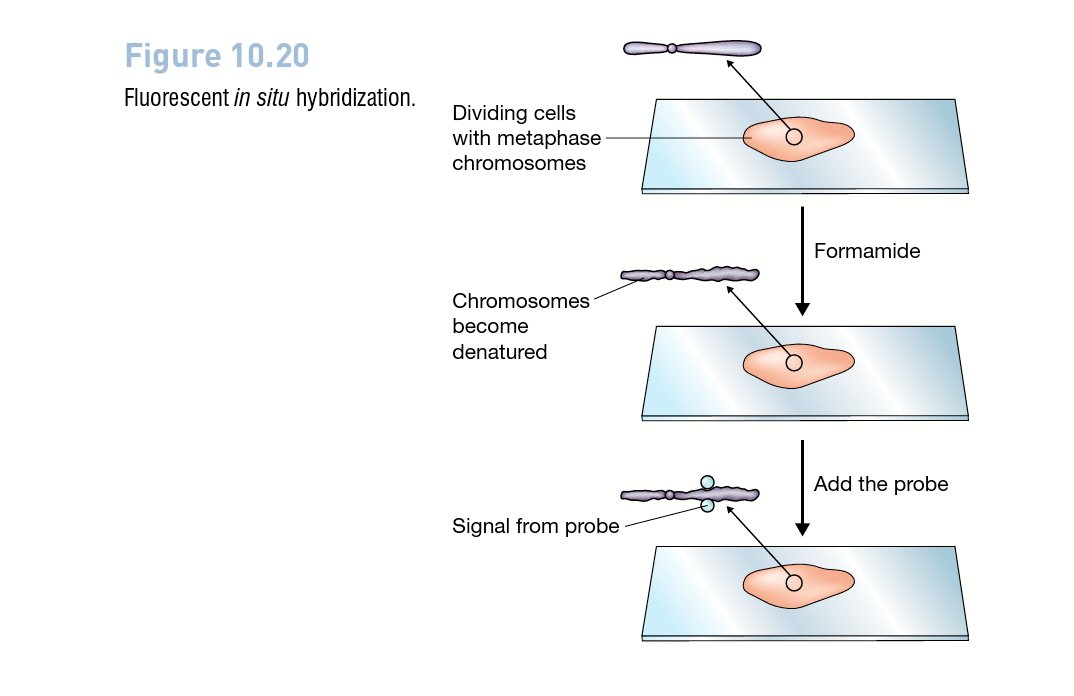 Figure 10.20
Fluorescent in situ hybridization.
Dividing cells
with metaphase
chromosomes
Formamide
Chromosomes
become
denatured
Add the probe
Signal from probe